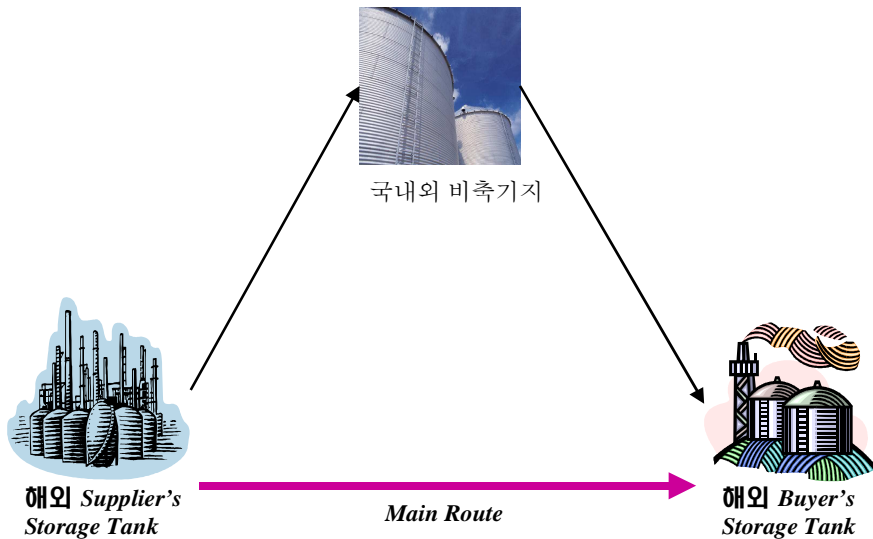 국내외 비축기지
해외 Supplier's
Storage Tank
Main Route
해외 Buyer's
Storage Tank